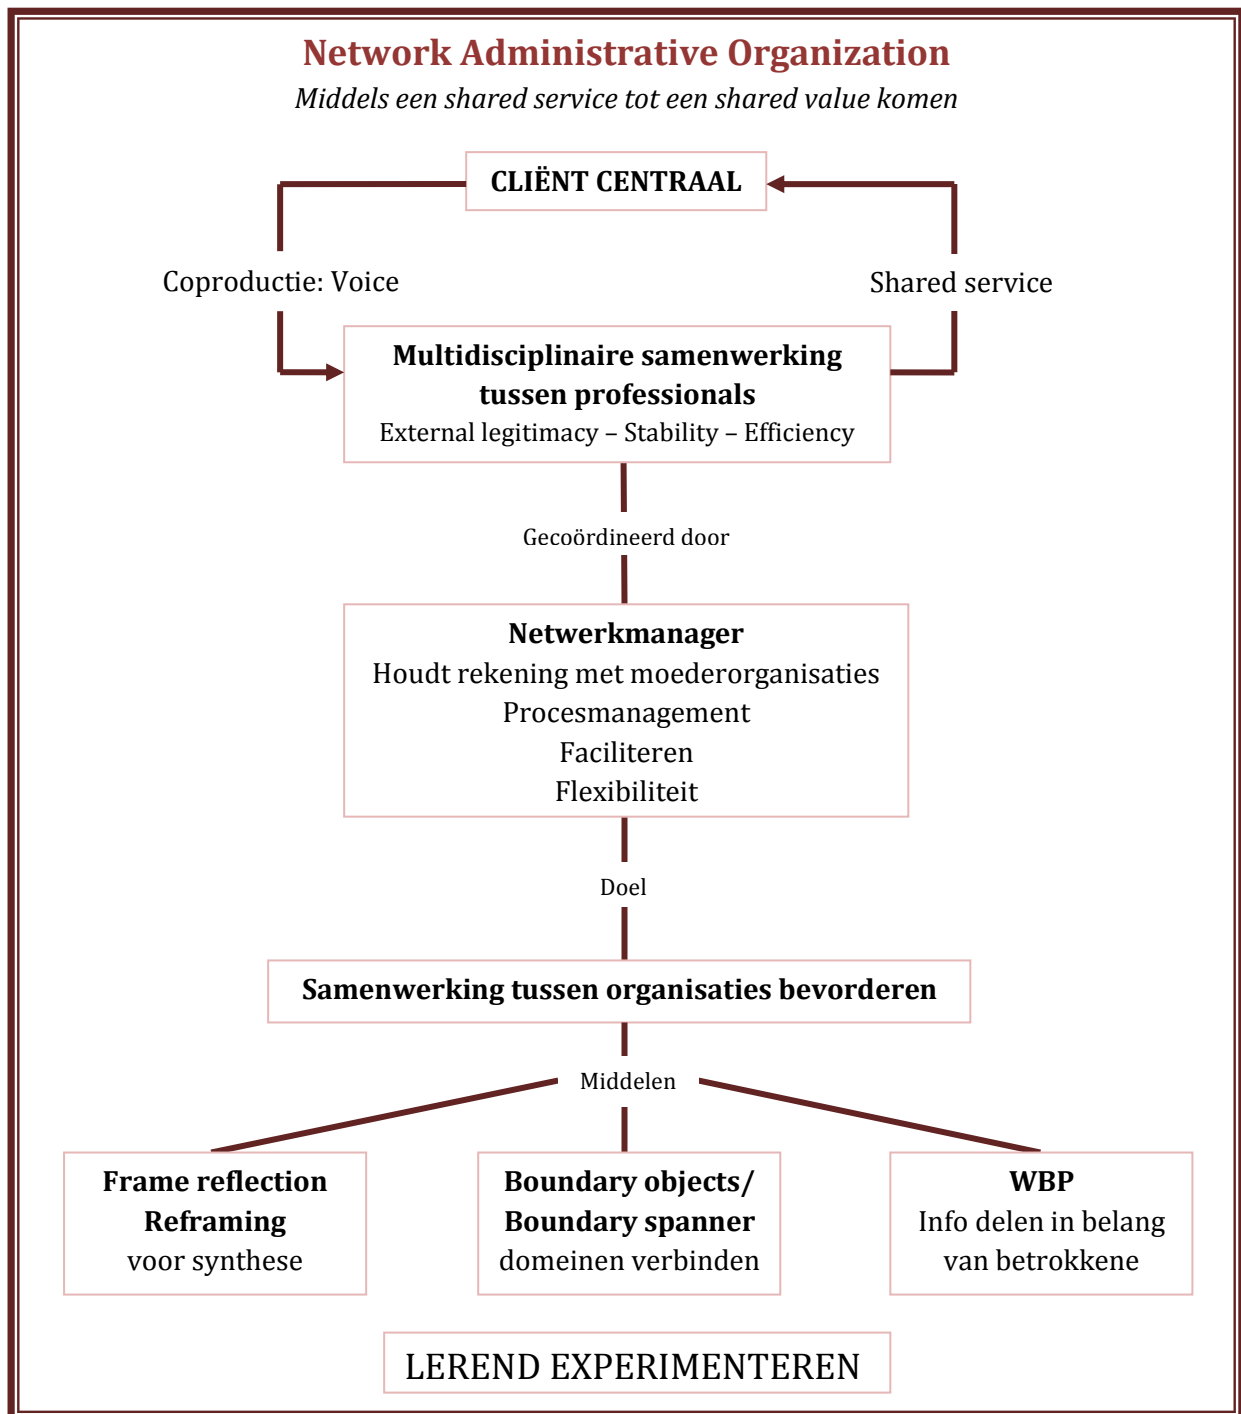 Network Administrative Organization
Middels een shared service tot een shared value komen
CLIËNT CENTRAAL
Coproductie: Voice
Shared service
Multidisciplinaire samenwerking
tussen professionals
External legitimacy – Stability – Efficiency
Gecoördineerd door
Netwerkmanager
Houdt rekening met moederorganisaties
Procesmanagement
Faciliteren
Flexibiliteit
Doel
Samenwerking tussen organisaties bevorderen
Middelen
Frame reflection
Reframing
voor synthese
Boundary objects/
Boundary spanner
domeinen verbinden
WBP
Info delen in belang
van betrokkene
LEREND EXPERIMENTEREN